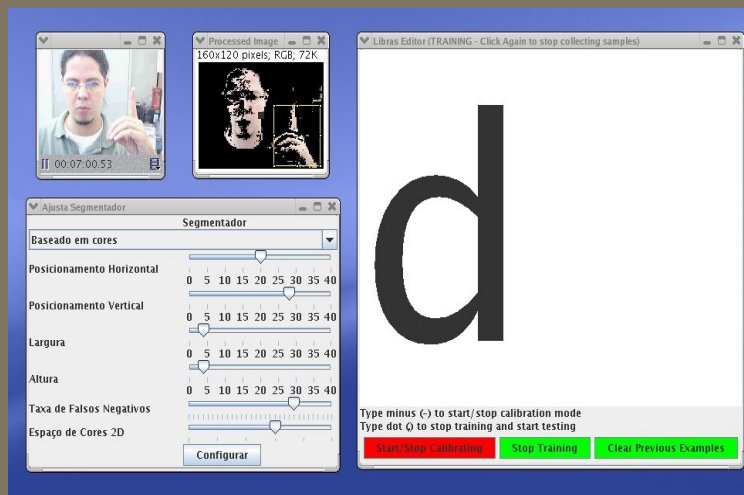 Processed Image
Libras Editor (TRAINING - Click Again to stop collecting samples)
160x120 pixels; RGB; 72K
00:07:00.53
d
Ajusta Segmentador
Segmentador
Baseado em cores
Posicionamento Horizontal
0 5 10 15 20 25 30 35 40
Posicionamento Vertical
0 5 10 15 20 25 30 35 40
Largura
0 5 10 15 20 25 30 35 40
Altura
0 5 10 15 20 25 30 35 40
Taxa de Falsos Negativos
Espaço de Cores 2D
Configurar
Type minus (-) to start/stop calibration mode
Type dot (.) to stop training and start testing
Start/Stop Calibrating
Stop Training
Clear Previous Examples